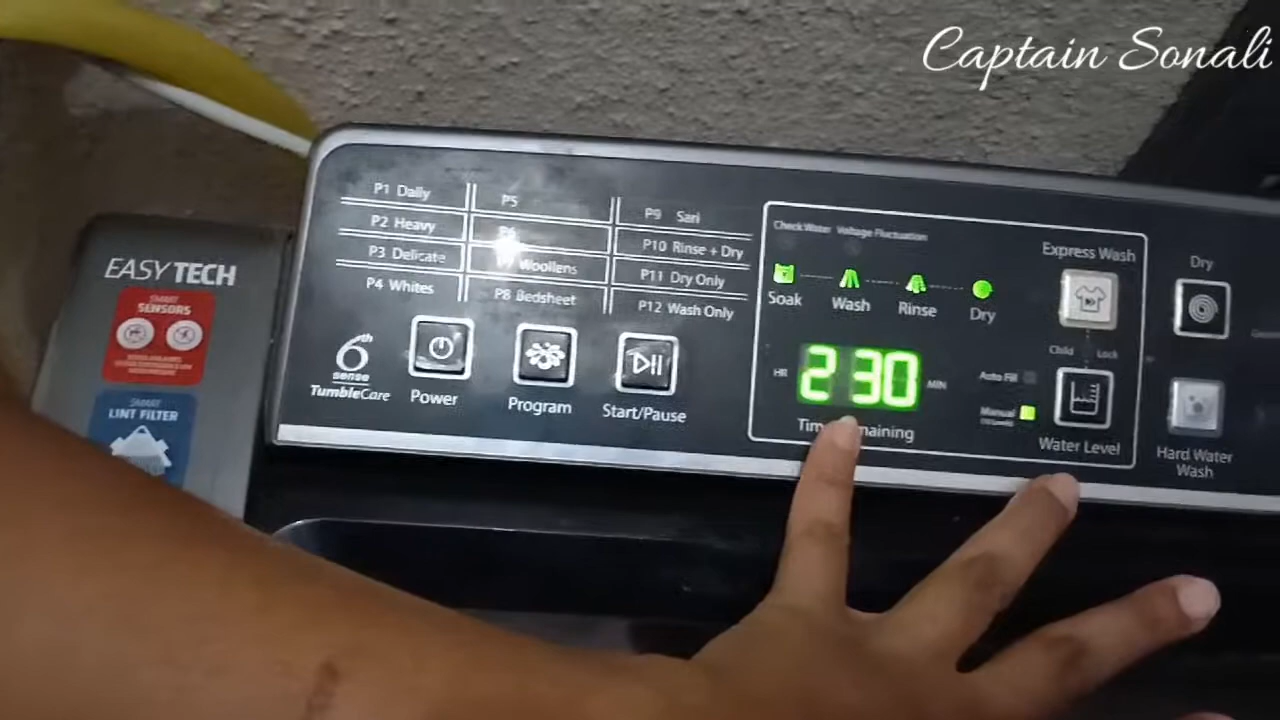 Captain Sonali
EASYTECH
SMART
SENSORS
SMART
LINT FILTER
P1 Daily
P2 Heavy
P3 Delicate
P4 Whites
P5
P6
Woollens
P8 Bedsheet
P9 Sari
P10 Rinse + Dry
P11 Dry Only
P12 Wash Only
6th
sense
TumbleCare
Power
Program
Start/Pause
Check Water Voltage Fluctuation
Soak
Wash
Rinse
Dry
HR
2 30
MIN
Express Wash
Child Lock
Auto Fill
Manual
Water Level
Dry
Hard Water
Wash